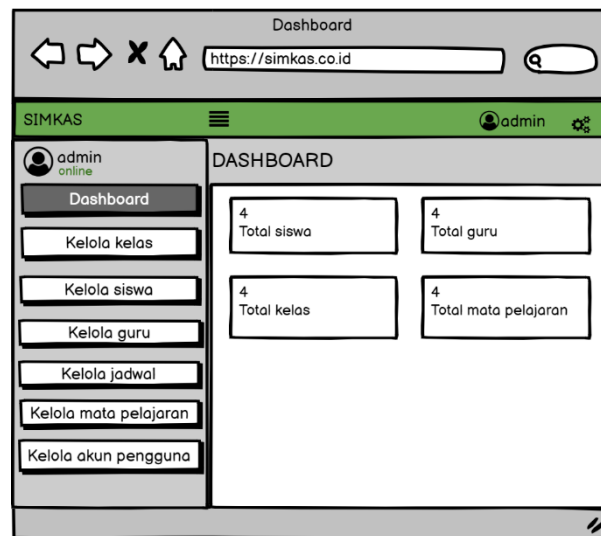 Dashboard
https://simkas.co.id
SIMKAS
admin
admin
online
DASHBOARD
Dashboard
Kelola kelas
Kelola siswa
Kelola guru
Kelola jadwal
Kelola mata pelajaran
Kelola akun pengguna
4
Total siswa
4
Total guru
4
Total kelas
4
Total mata pelajaran